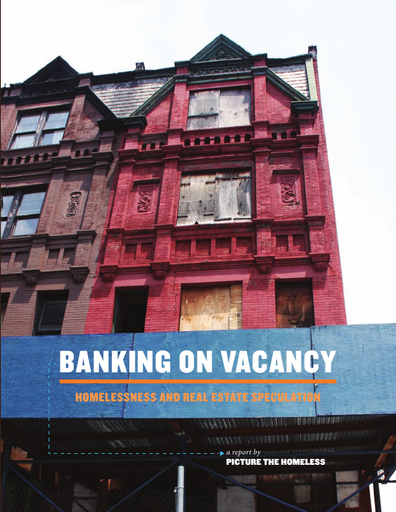 BANKING ON VACANCY
HOMELESSNESS AND REAL ESTATE SPECULATION
a report by
PICTURE THE HOMELESS